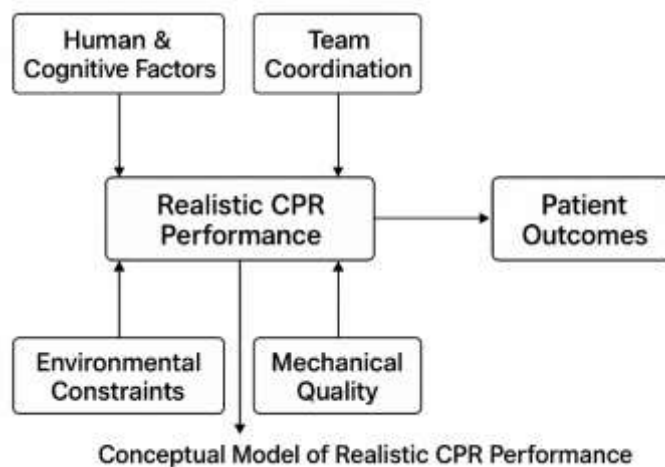 Human &
Cognitive Factors
Team
Coordination
Realistic CPR
Performance
Patient
Outcomes
Environmental
Constraints
Mechanical
Quality
Conceptual Model of Realistic CPR Performance